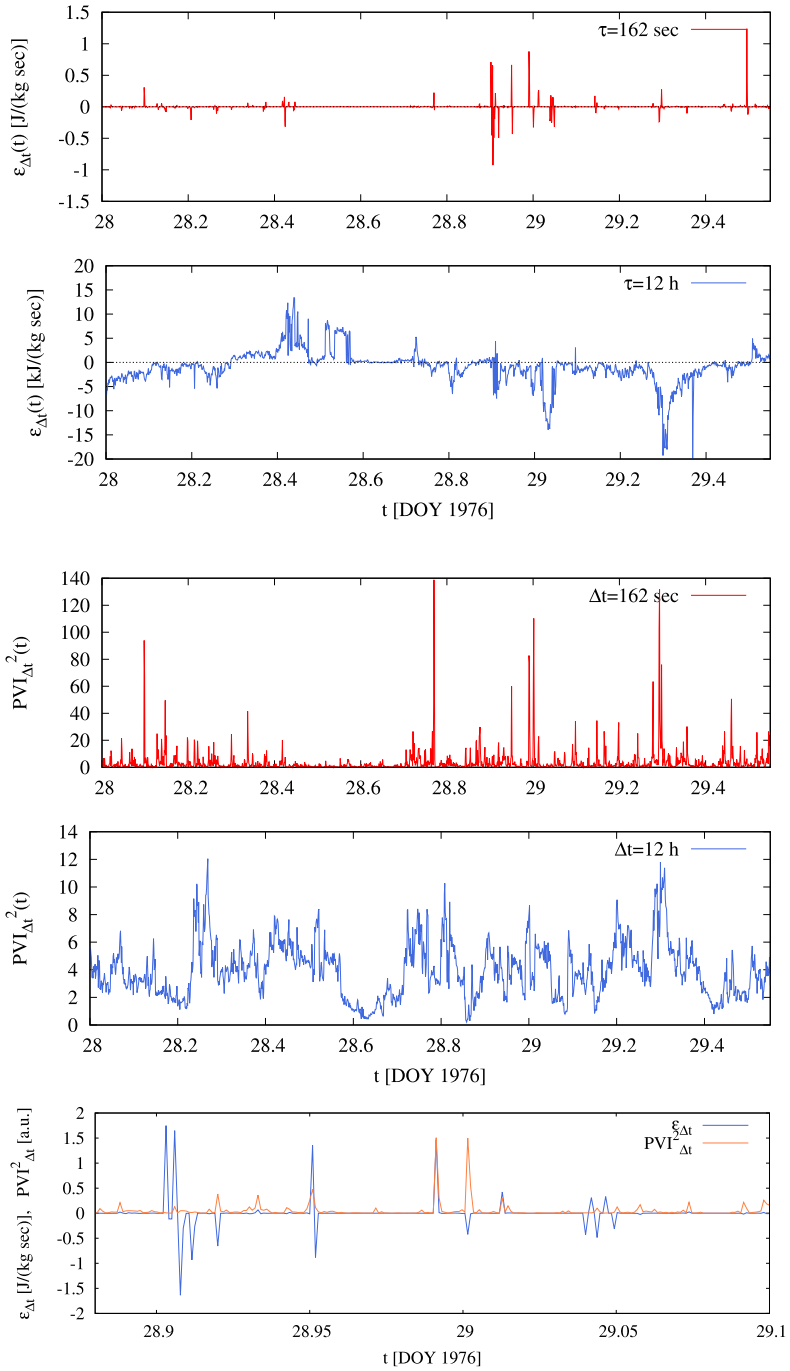 1.5
1
0.5
0
-0.5
-1
-1.5
ε_Δt(t) [J/(kg sec)]
τ=162 sec
28 28.2 28.4 28.6 28.8 29 29.2 29.4
20
15
10
5
0
-5
-10
-15
-20
ε_Δt(t) [kJ/(kg sec)]
τ=12 h
28 28.2 28.4 28.6 28.8 29 29.2 29.4
t [DOY 1976]
140
120
100
80
60
40
20
0
PVI_Δt^2(t)
Δt=162 sec
28 28.2 28.4 28.6 28.8 29 29.2 29.4
14
12
10
8
6
4
2
0
PVI_Δt^2(t)
Δt=12 h
28 28.2 28.4 28.6 28.8 29 29.2 29.4
t [DOY 1976]
2
1.5
1
0.5
0
-0.5
-1
-1.5
-2
ε_Δt [J/(kg sec)], PVI^2_Δt [a.u.]
ε_Δt
PVI^2_Δt
28.9 28.95 29 29.05 29.1
t [DOY 1976]